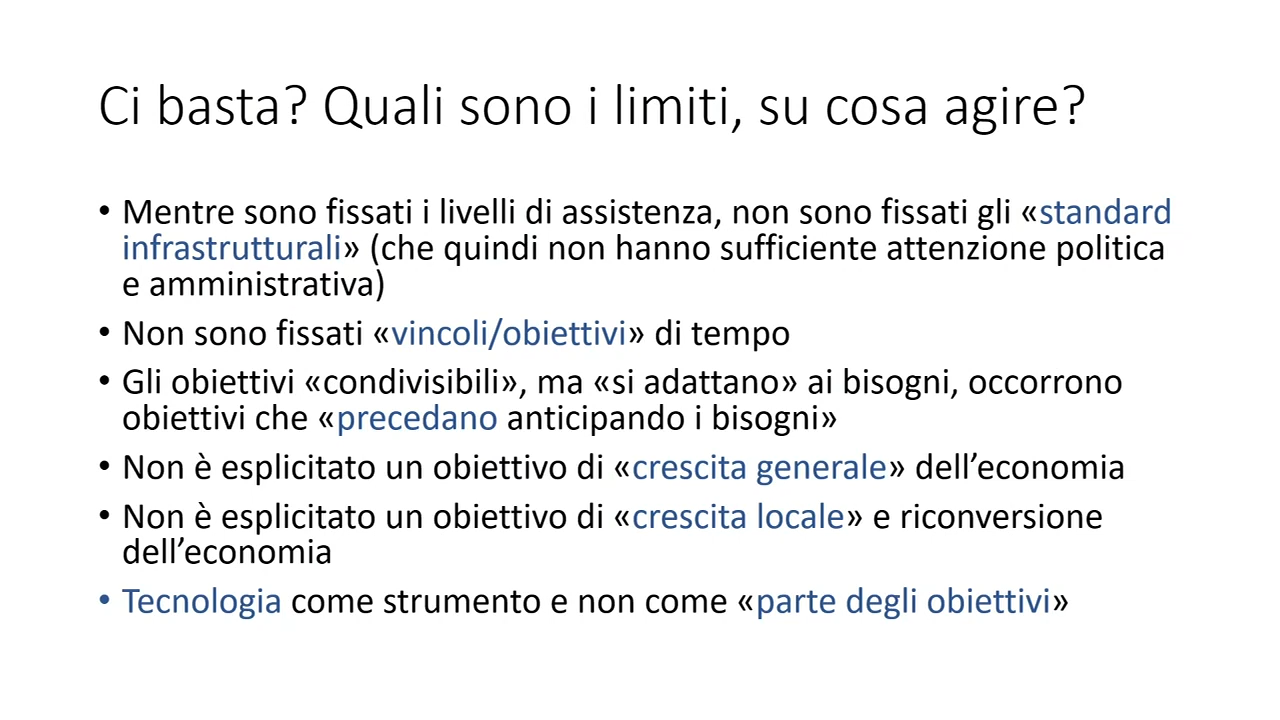 Ci basta? Quali sono i limiti, su cosa agire?
• Mentre sono fissati i livelli di assistenza, non sono fissati gli «standard
infrastrutturali» (che quindi non hanno sufficiente attenzione politica
e amministrativa)
• Non sono fissati «vincoli/obiettivi» di tempo
• Gli obiettivi «condivisibili», ma «si adattano» ai bisogni, occorrono
obiettivi che «precedano anticipando i bisogni»
• Non è esplicitato un obiettivo di «crescita generale» dell’economia
• Non è esplicitato un obiettivo di «crescita locale» e riconversione
dell’economia
• Tecnologia come strumento e non come «parte degli obiettivi»